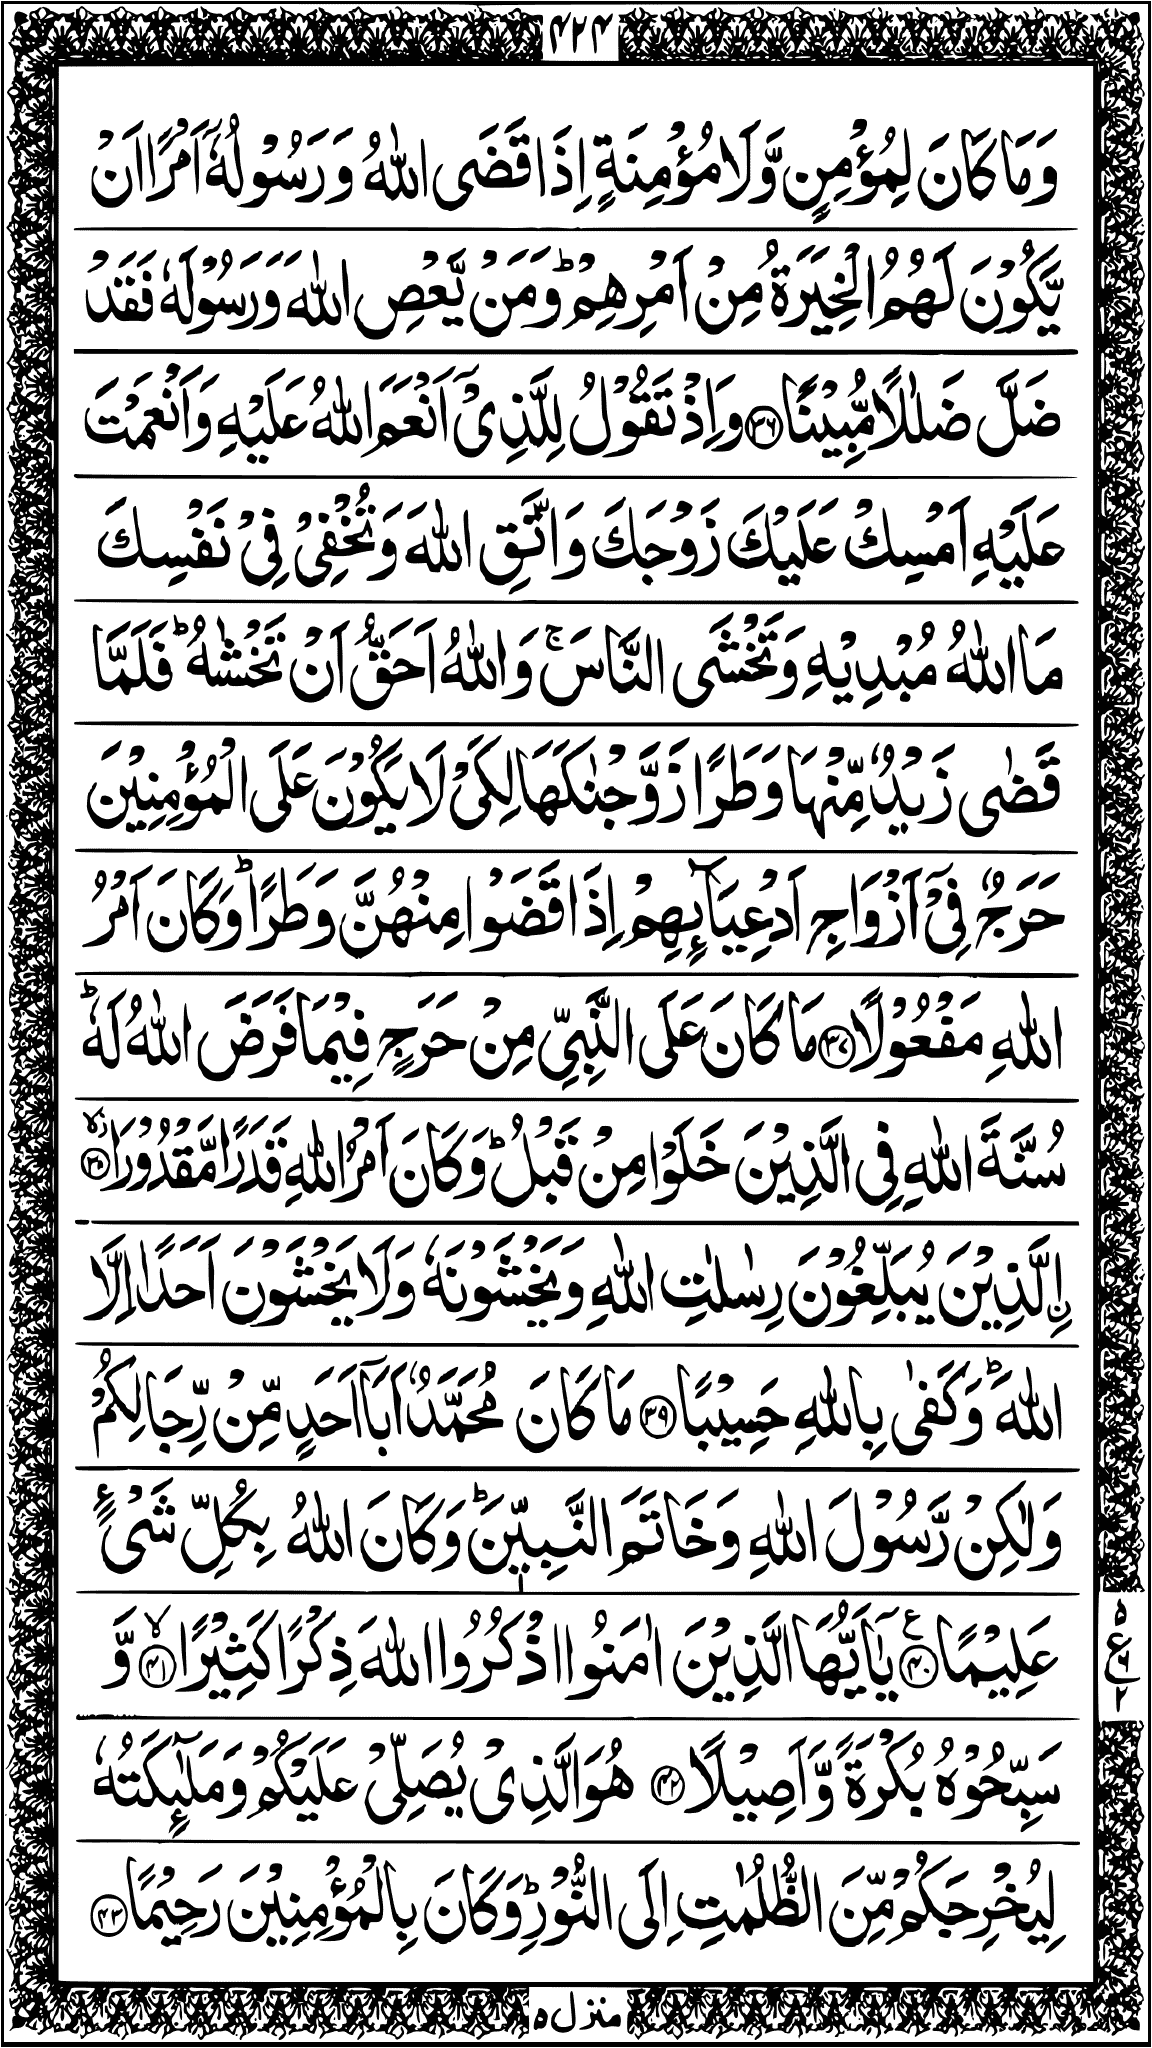 ۴۲۴
وَمَا كَانَ لِمُؤْمِنٍ وَّلَا مُؤْمِنَةٍ اِذَا قَضَى اللّٰهُ وَرَسُوْلُهٗۤ اَمْرًا اَنْ
يَّكُوْنَ لَهُمُ الْخِيَرَةُ مِنْ اَمْرِهِمْ ؕ وَمَنْ يَّعْصِ اللّٰهَ وَرَسُوْلَهٗ فَقَدْ
ضَلَّ ضَلٰلًا مُّبِيْنًا ﴿۳۶﴾ وَاِذْ تَقُوْلُ لِلَّذِیْۤ اَنْعَمَ اللّٰهُ عَلَيْهِ وَاَنْعَمْتَ
عَلَيْهِ اَمْسِكْ عَلَيْكَ زَوْجَكَ وَاتَّقِ اللّٰهَ وَتُخْفِیْ فِیْ نَفْسِكَ
مَا اللّٰهُ مُبْدِيْهِ وَتَخْشَی النَّاسَ ۚ وَاللّٰهُ اَحَقُّ اَنْ تَخْشٰىهُ ؕ فَلَمَّا
قَضٰی زَيْدٌ مِّنْهَا وَطَرًا زَوَّجْنٰكَهَا لِكَیْ لَا يَكُوْنَ عَلَی الْمُؤْمِنِيْنَ
حَرَجٌ فِیْۤ اَزْوَاجِ اَدْعِيَآىِٕهِمْ اِذَا قَضَوْا مِنْهُنَّ وَطَرًا ؕ وَكَانَ اَمْرُ
اللّٰهِ مَفْعُوْلًا ﴿۳۷﴾ مَا كَانَ عَلَی النَّبِیِّ مِنْ حَرَجٍ فِيْمَا فَرَضَ اللّٰهُ لَهٗ ؕ
سُنَّةَ اللّٰهِ فِی الَّذِيْنَ خَلَوْا مِنْ قَبْلُ ؕ وَكَانَ اَمْرُ اللّٰهِ قَدَرًا مَّقْدُوْرَا ﴿۳۸﴾ۙ
ۨالَّذِيْنَ يُبَلِّغُوْنَ رِسٰلٰتِ اللّٰهِ وَيَخْشَوْنَهٗ وَلَا يَخْشَوْنَ اَحَدًا اِلَّا
اللّٰهَ ؕ وَكَفٰی بِاللّٰهِ حَسِيْبًا ﴿۳۹﴾ مَا كَانَ مُحَمَّدٌ اَبَاۤ اَحَدٍ مِّنْ رِّجَالِكُمْ
وَلٰكِنْ رَّسُوْلَ اللّٰهِ وَخَاتَمَ النَّبِيّٖنَ ؕ وَكَانَ اللّٰهُ بِكُلِّ شَیْءٍ
عَلِيْمًا ﴿۴۰﴾ع يٰۤاَيُّهَا الَّذِيْنَ اٰمَنُوا اذْكُرُوا اللّٰهَ ذِكْرًا كَثِيْرًا ﴿۴۱﴾ۙ وَّ
سَبِّحُوْهُ بُكْرَةً وَّاَصِيْلًا ﴿۴۲﴾ هُوَ الَّذِیْ يُصَلِّیْ عَلَيْكُمْ وَمَلٰٓىِٕكَتُهٗ
لِيُخْرِجَكُمْ مِّنَ الظُّلُمٰتِ اِلَی النُّوْرِ ؕ وَكَانَ بِالْمُؤْمِنِيْنَ رَحِيْمًا ﴿۴۳﴾
۵
ع
۶
۲
منزل ۵